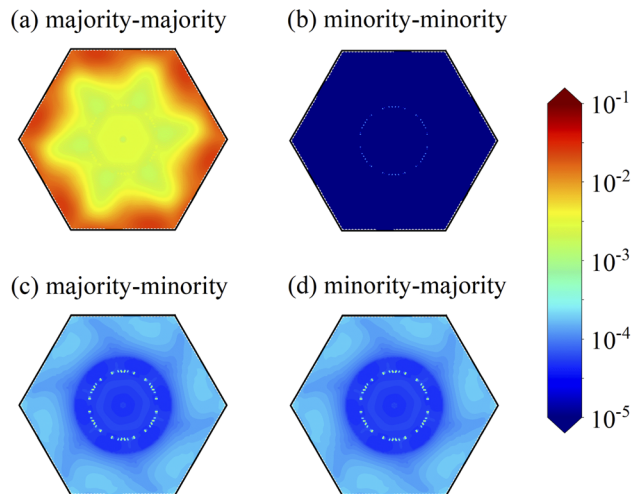 (a) majority-majority
(b) minority-minority
(c) majority-minority
(d) minority-majority
10⁻¹
10⁻²
10⁻³
10⁻⁴
10⁻⁵